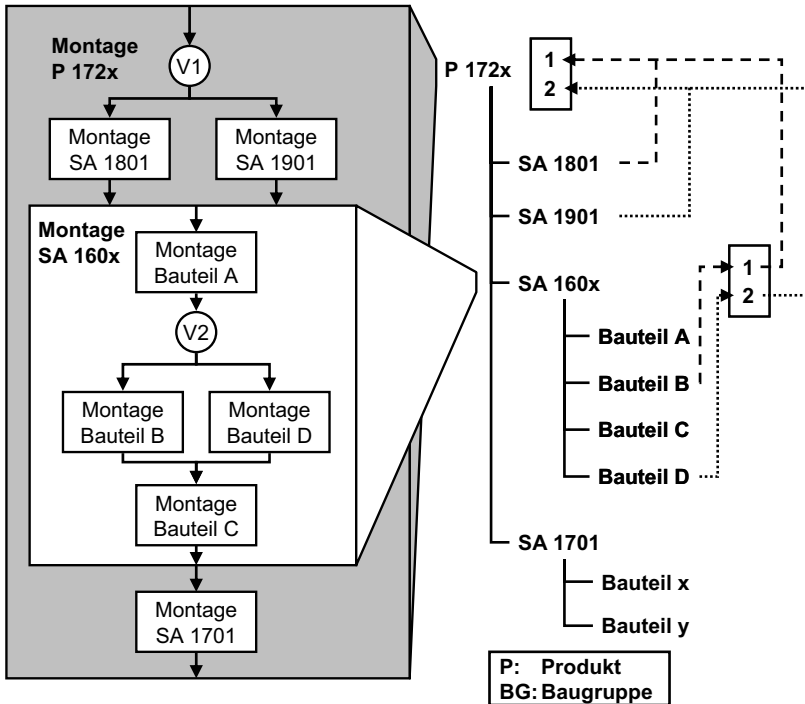 Montage
P 172x
V1
Montage
SA 1801
Montage
SA 1901
Montage
SA 160x
Montage
Bauteil A
V2
Montage
Bauteil B
Montage
Bauteil D
Montage
Bauteil C
Montage
SA 1701
P 172x
1
2
SA 1801
SA 1901
SA 160x
1
2
Bauteil A
Bauteil B
Bauteil C
Bauteil D
SA 1701
Bauteil x
Bauteil y
P: Produkt
BG: Baugruppe